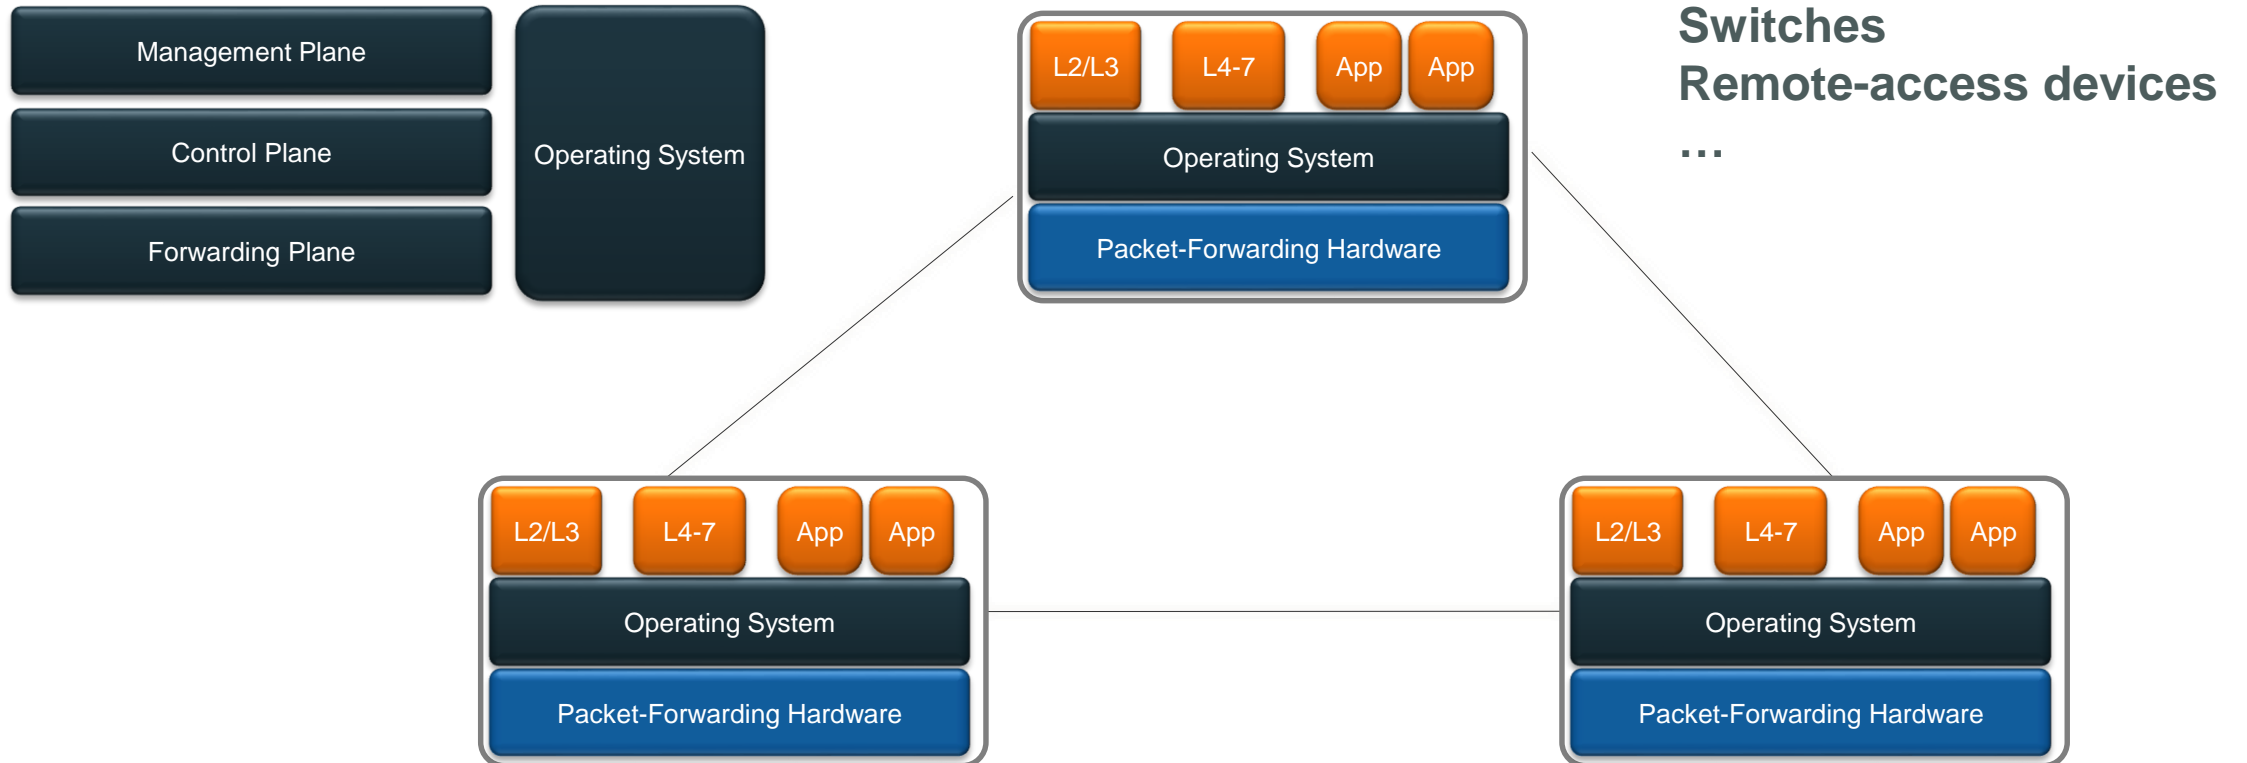 Management Plane
Control Plane
Forwarding Plane
Operating System
L2/L3 L4-7 App App
Operating System
Packet-Forwarding Hardware
Switches
Remote-access devices
…
L2/L3 L4-7 App App
Operating System
Packet-Forwarding Hardware
L2/L3 L4-7 App App
Operating System
Packet-Forwarding Hardware